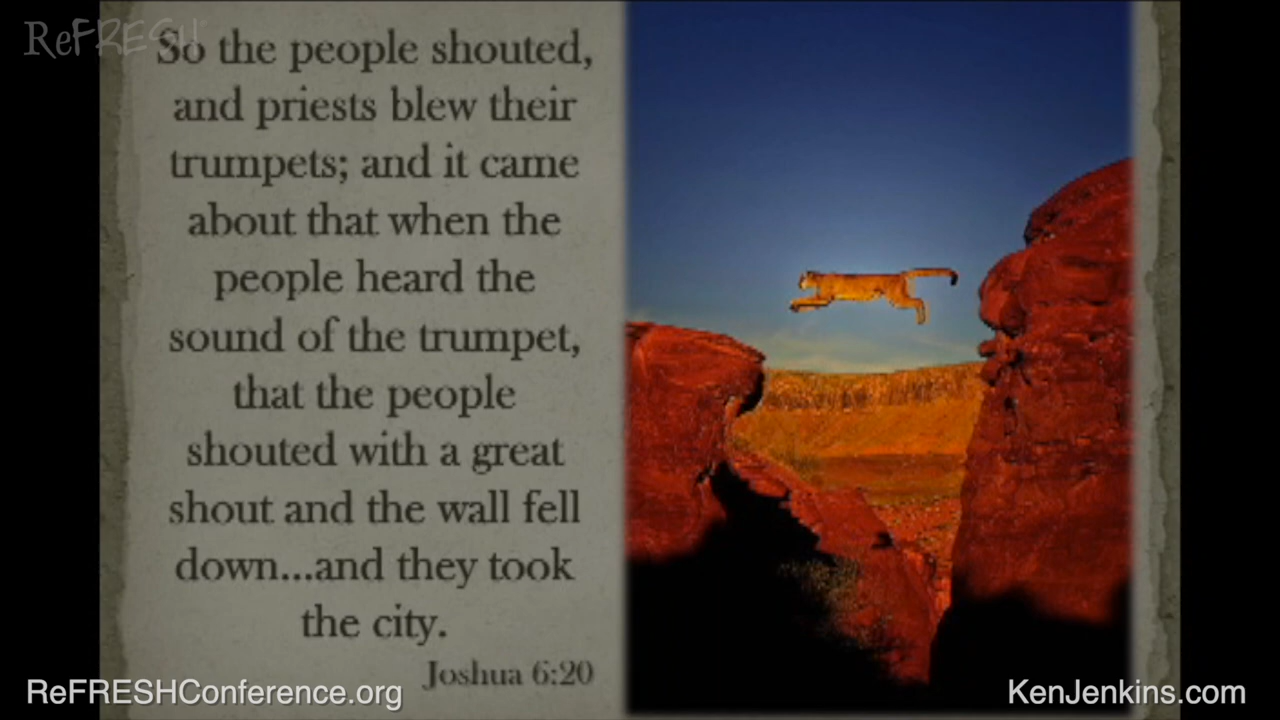 ReFRESH
So the people shouted,
and priests blew their
trumpets; and it came
about that when the
people heard the
sound of the trumpet,
that the people
shouted with a great
shout and the wall fell
down...and they took
the city.
Joshua 6:20
ReFRESHConference.org
KenJenkins.com